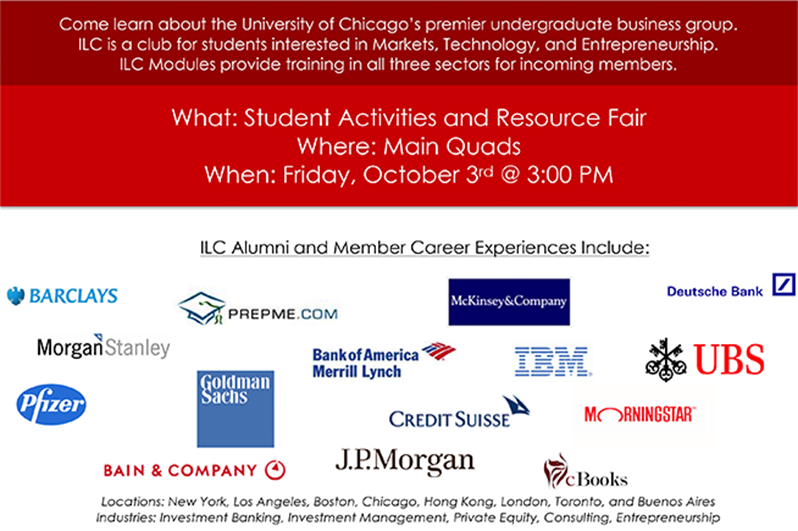 Come learn about the University of Chicago's premier undergraduate business group.
ILC is a club for students interested in Markets, Technology, and Entrepreneurship.
ILC Modules provide training in all three sectors for incoming members.
What: Student Activities and Resource Fair
Where: Main Quads
When: Friday, October 3rd @ 3:00 PM
ILC Alumni and Member Career Experiences Include:
BARCLAYS
PREPME.COM
McKinsey&Company
Deutsche Bank
MorganStanley
Bank of America
Merrill Lynch
IBM
UBS
Pfizer
Goldman
Sachs
CREDIT SUISSE
MORNINGSTAR
BAIN & COMPANY
J.P.Morgan
cBooks
Locations: New York, Los Angeles, Boston, Chicago, Hong Kong, London, Toronto, and Buenos Aires
Industries: Investment Banking, Investment Management, Private Equity, Consulting, Entrepreneurship